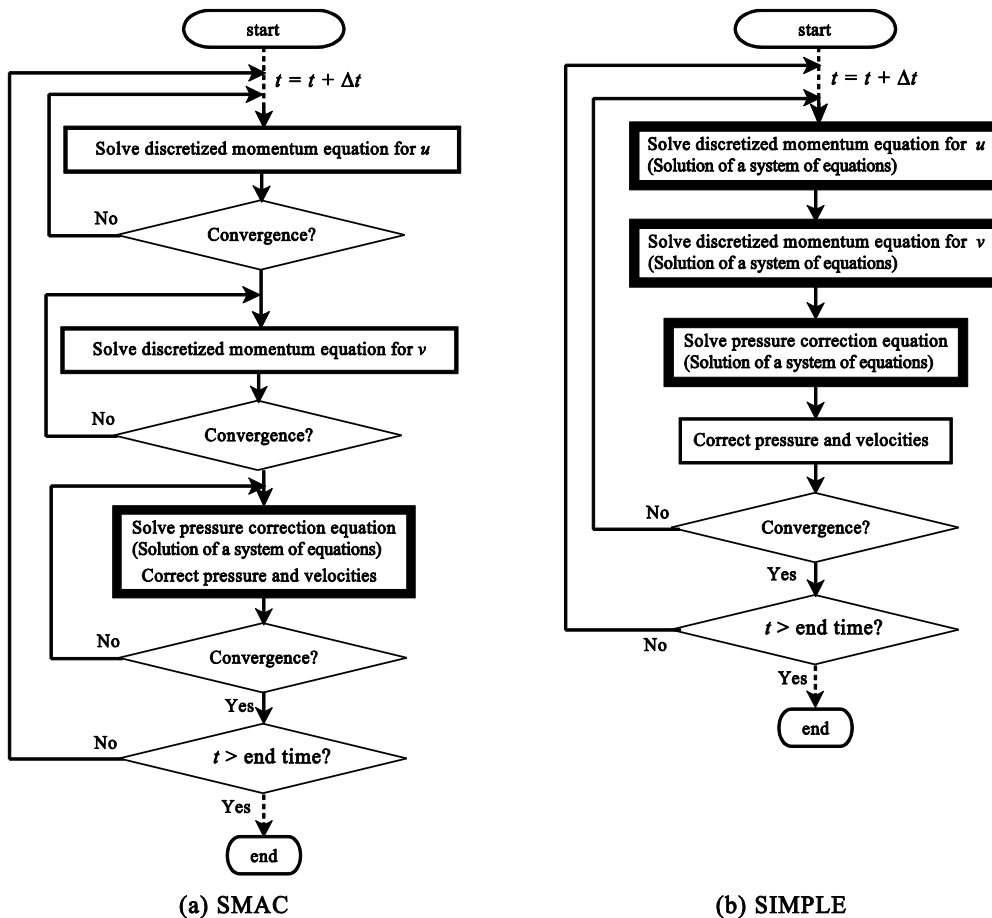 start
t = t + Δt
Solve discretized momentum equation for u
No
Convergence?
Solve discretized momentum equation for v
No
Convergence?
Solve pressure correction equation
(Solution of a system of equations)
Correct pressure and velocities
No
Convergence?
Yes
No
t > end time?
Yes
end
(a) SMAC
start
t = t + Δt
Solve discretized momentum equation for u
(Solution of a system of equations)
Solve discretized momentum equation for v
(Solution of a system of equations)
Solve pressure correction equation
(Solution of a system of equations)
Correct pressure and velocities
No
Convergence?
Yes
t > end time?
No
Yes
end
(b) SIMPLE